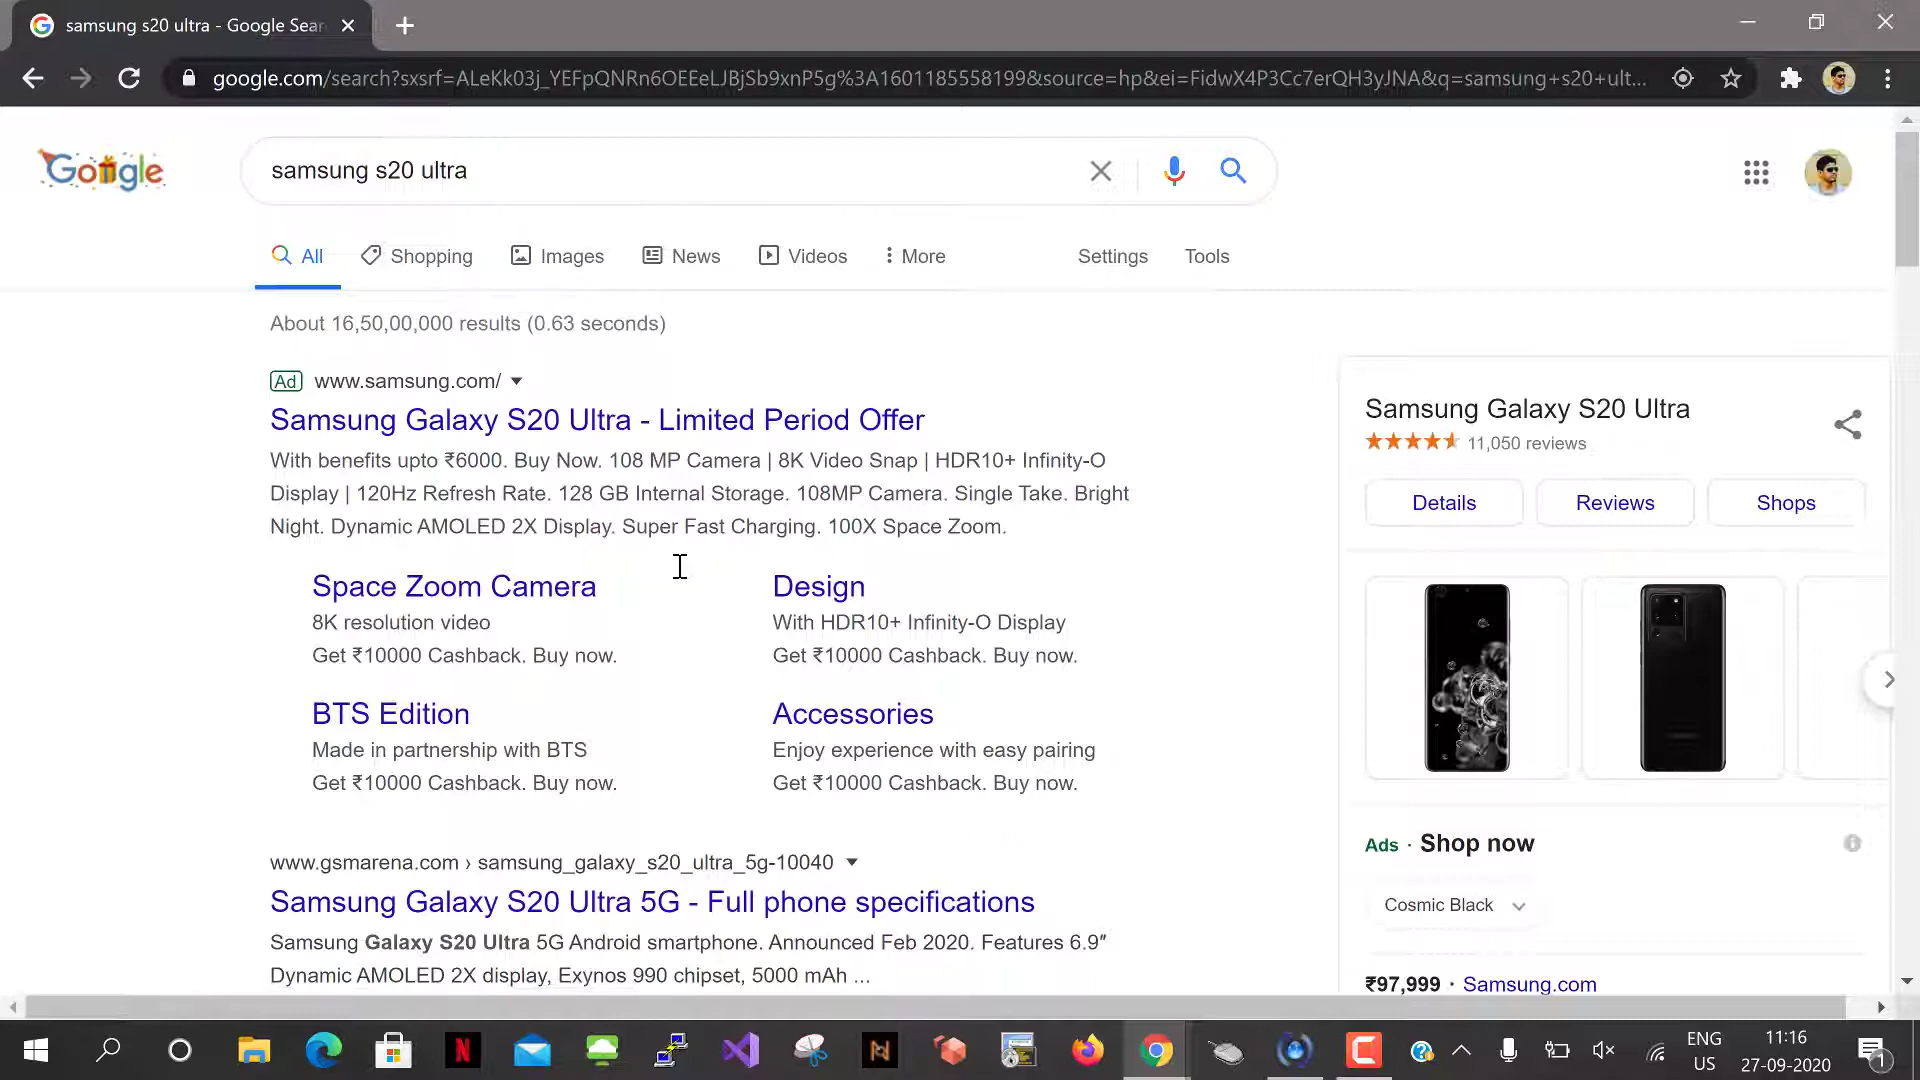 samsung s20 ultra - Google Sear
google.com/search?sxsrf=ALeKk03j_YEFpQNRn6OEEeLJBjSb9xnP5g%3A1601185558199&source=hp&ei=FidwX4P3Cc7erQH3yJNA&q=samsung+s20+ult...
Google
samsung s20 ultra
All Shopping Images News Videos More Settings Tools
About 16,50,00,000 results (0.63 seconds)
Ad www.samsung.com/
Samsung Galaxy S20 Ultra - Limited Period Offer
With benefits upto ₹6000. Buy Now. 108 MP Camera | 8K Video Snap | HDR10+ Infinity-O
Display | 120Hz Refresh Rate. 128 GB Internal Storage. 108MP Camera. Single Take. Bright
Night. Dynamic AMOLED 2X Display. Super Fast Charging. 100X Space Zoom.
Space Zoom Camera
8K resolution video
Get ₹10000 Cashback. Buy now.
Design
With HDR10+ Infinity-O Display
Get ₹10000 Cashback. Buy now.
BTS Edition
Made in partnership with BTS
Get ₹10000 Cashback. Buy now.
Accessories
Enjoy experience with easy pairing
Get ₹10000 Cashback. Buy now.
www.gsmarena.com › samsung_galaxy_s20_ultra_5g-10040
Samsung Galaxy S20 Ultra 5G - Full phone specifications
Samsung Galaxy S20 Ultra 5G Android smartphone. Announced Feb 2020. Features 6.9″
Dynamic AMOLED 2X display, Exynos 990 chipset, 5000 mAh ...
Samsung Galaxy S20 Ultra
11,050 reviews
Details Reviews Shops
Ads · Shop now
Cosmic Black
₹97,999 · Samsung.com
ENG
US
11:16
27-09-2020
1